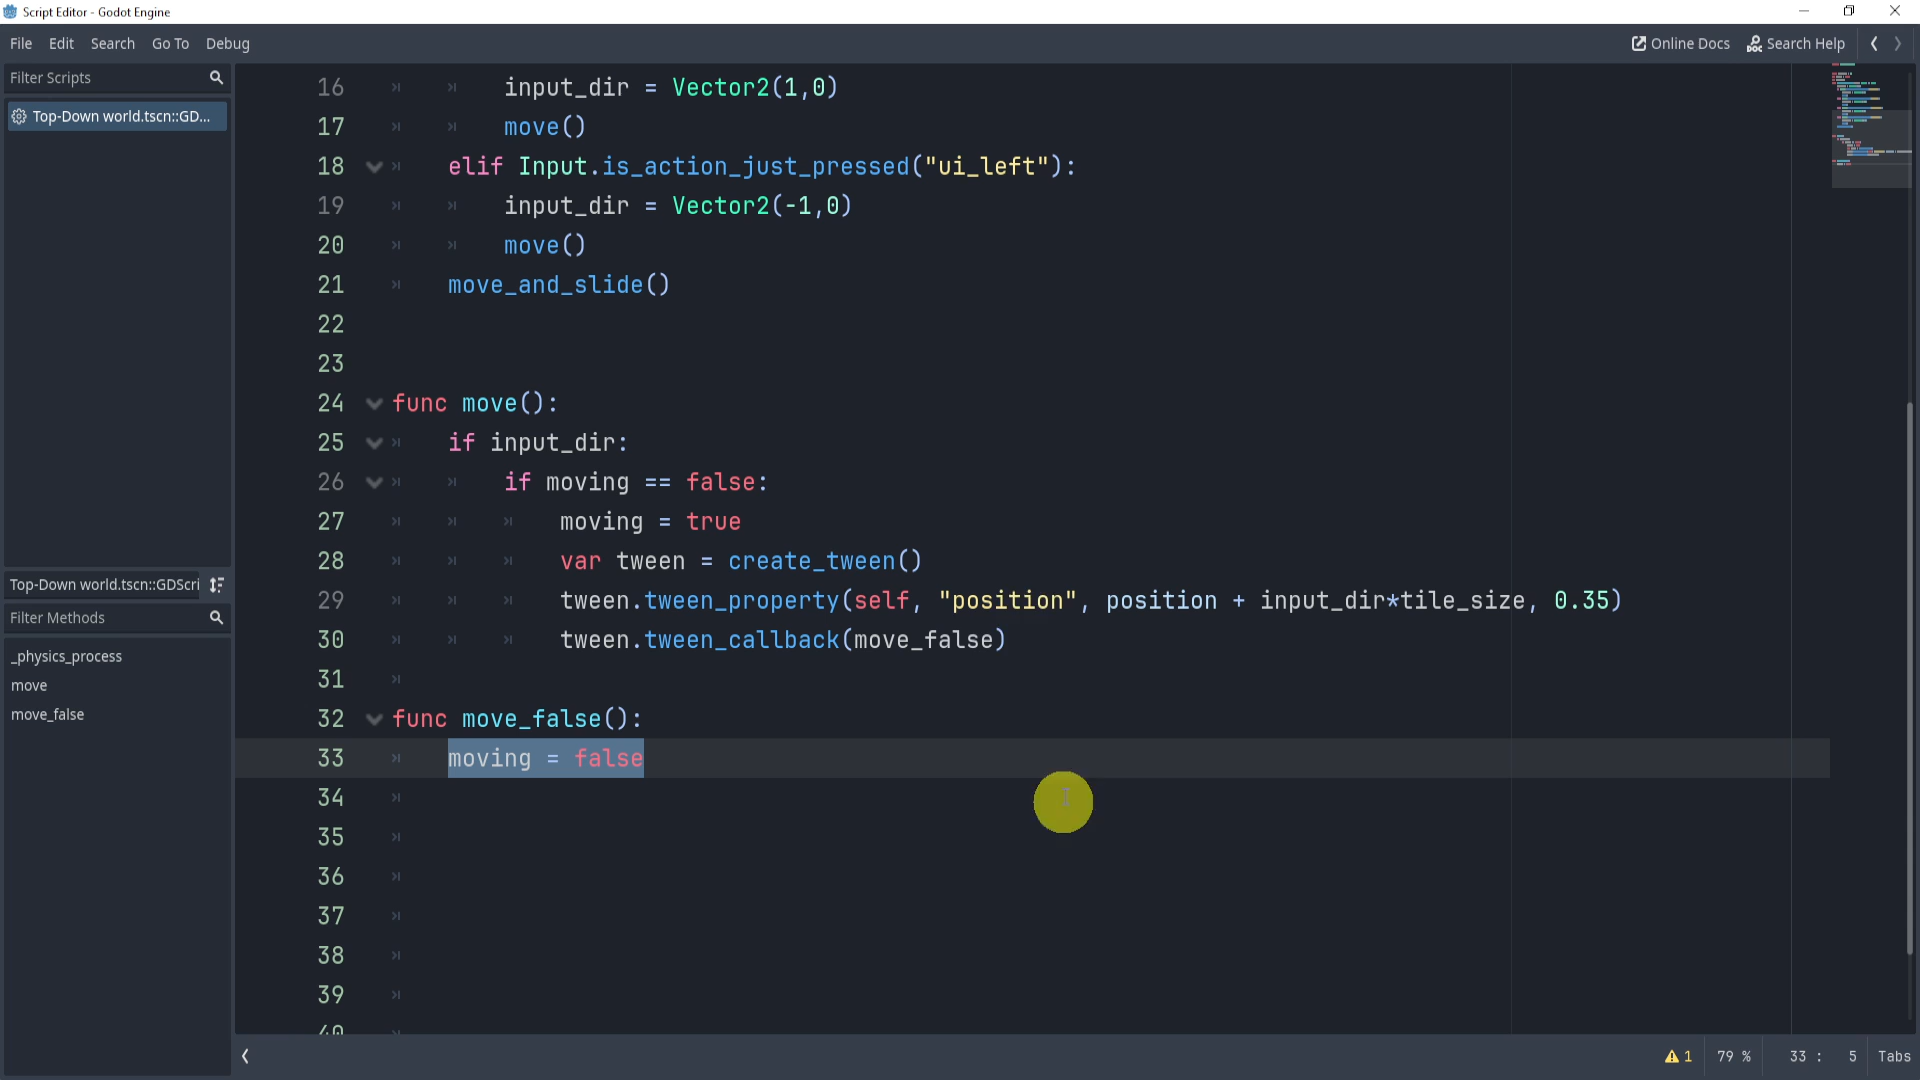 Script Editor - Godot Engine
File Edit Search Go To Debug
Online Docs Search Help
Filter Scripts
Top-Down world.tscn::GD...
16 input_dir = Vector2(1,0)
17 move()
18 elif Input.is_action_just_pressed("ui_left"):
19 input_dir = Vector2(-1,0)
20 move()
21 move_and_slide()
22
23
24 func move():
25 if input_dir:
26 if moving == false:
27 moving = true
28 var tween = create_tween()
29 tween.tween_property(self, "position", position + input_dir*tile_size, 0.35)
30 tween.tween_callback(move_false)
31
32 func move_false():
33 moving = false
34
35
36
37
38
39
40
Top-Down world.tscn::GDScri
Filter Methods
_physics_process
move
move_false
1 79 % 33 : 5 Tabs